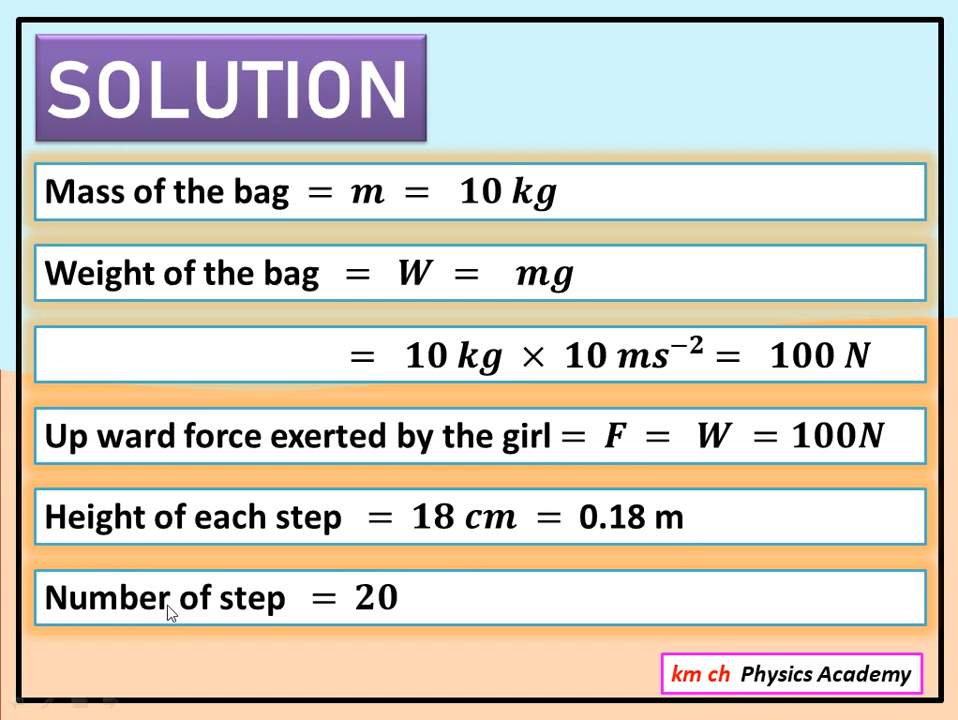 SOLUTION
Mass of the bag = m = 10 kg
Weight of the bag = W = mg
= 10 kg × 10 ms⁻² = 100 N
Up ward force exerted by the girl = F = W = 100N
Height of each step = 18 cm = 0.18 m
Number of step = 20
km ch Physics Academy